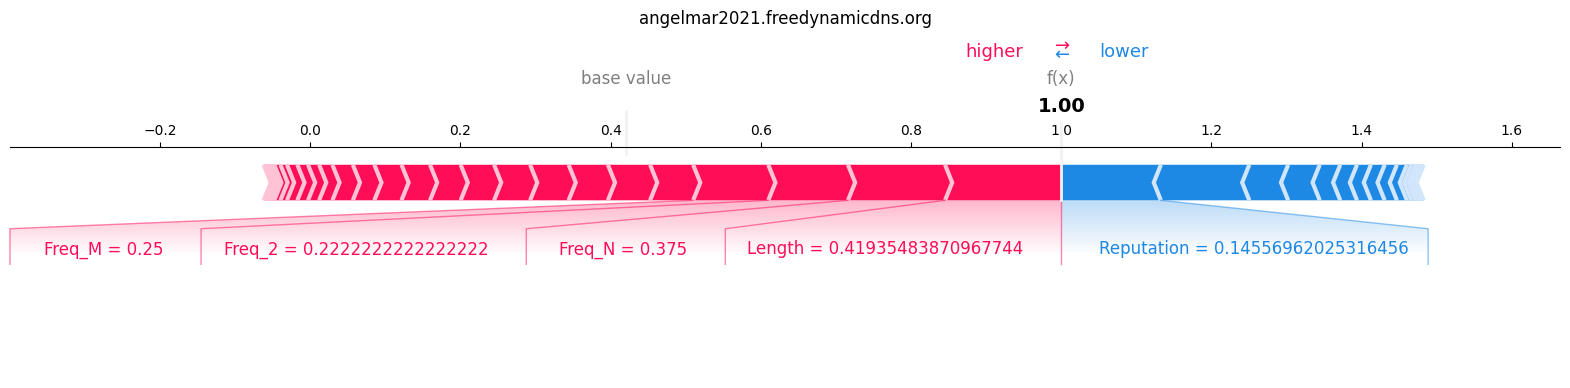 angelmar2021.freedynamicdns.org
higher → ← lower
base value f(x)
1.00
−0.2 0.0 0.2 0.4 0.6 0.8 1.0 1.2 1.4 1.6
Freq_M = 0.25 Freq_2 = 0.2222222222222222 Freq_N = 0.375 Length = 0.41935483870967744 Reputation = 0.14556962025316456